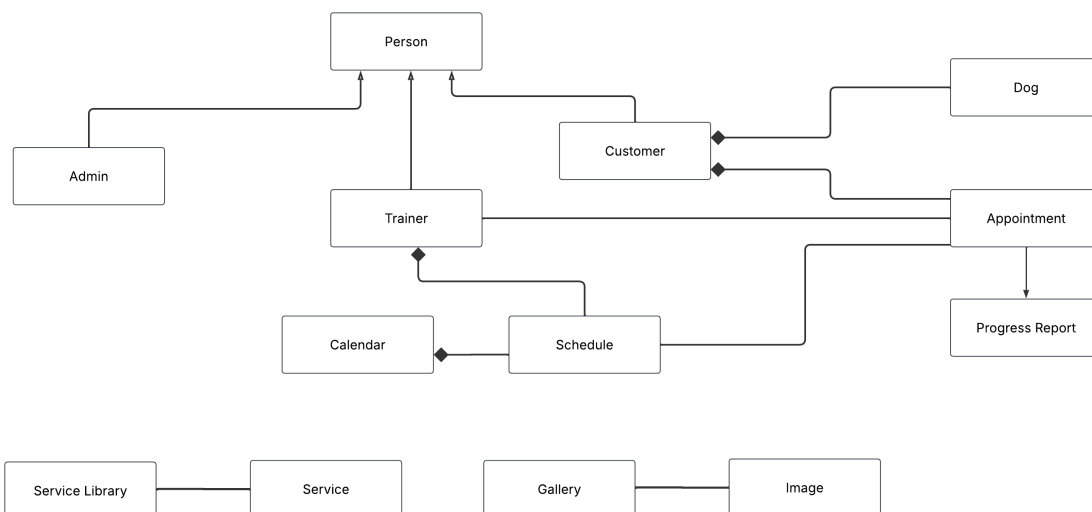 Person
Dog
Customer
Admin
Trainer
Appointment
Progress Report
Calendar
Schedule
Service Library
Service
Gallery
Image